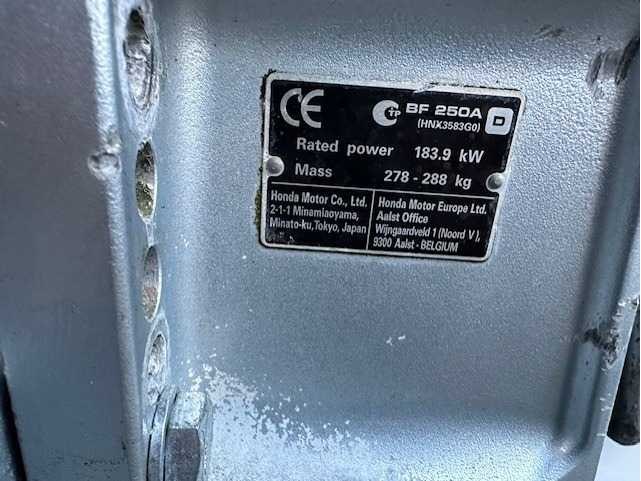 CE TP BF 250A D
(HNX3583G0)
Rated power 183.9 kW
Mass 278 - 288 kg
Honda Motor Co., Ltd.
2-1-1 Minamiaoyama,
Minato-ku, Tokyo, Japan
Honda Motor Europe Ltd.
Aalst Office
Wijngaardveld 1 (Noord V)
9300 Aalst - BELGIUM